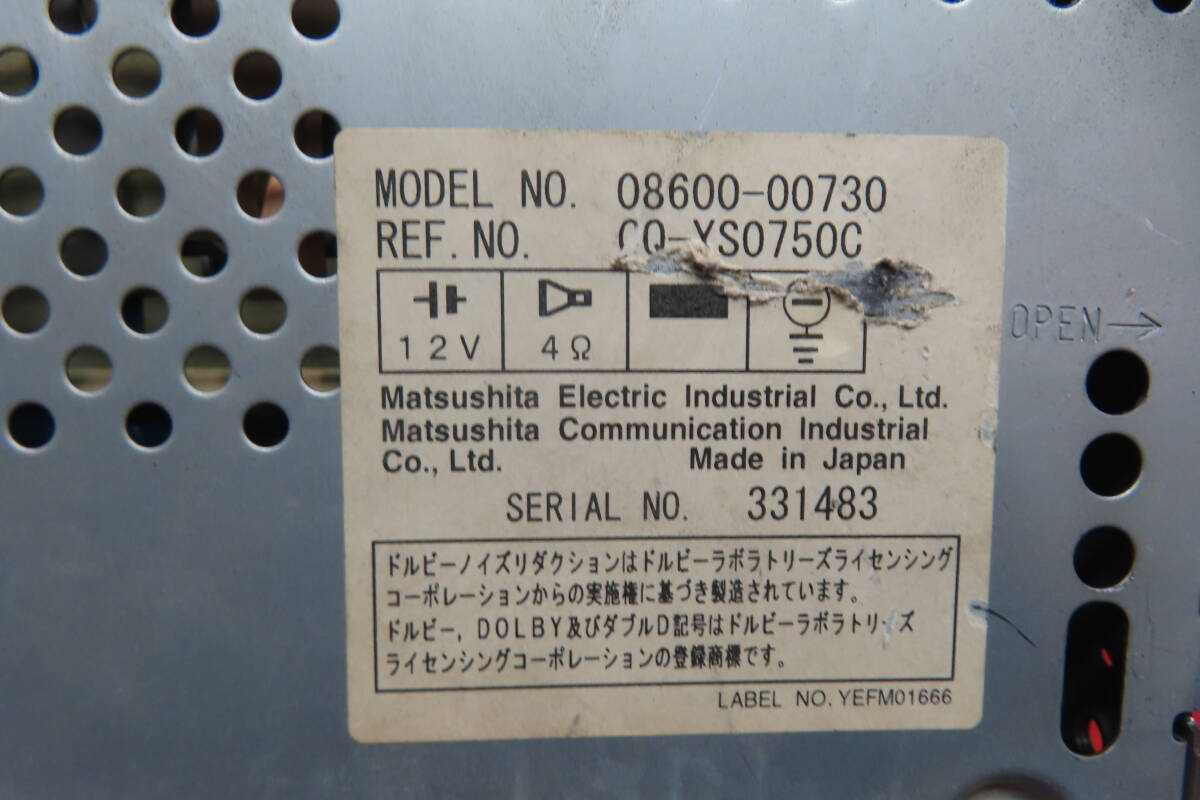 MODEL NO. 08600-00730
REF. NO. CQ-YS0750C
12V 4Ω
OPEN→
Matsushita Electric Industrial Co., Ltd.
Matsushita Communication Industrial
Co., Ltd. Made in Japan
SERIAL NO. 331483
ドルビーノイズリダクションはドルビーラボラトリーズライセンシング
コーポレーションからの実施権に基づき製造されています。
ドルビー, DOLBY及びダブルD記号はドルビーラボラトリーズ
ライセンシングコーポレーションの登録商標です。
LABEL NO. YEFM01666